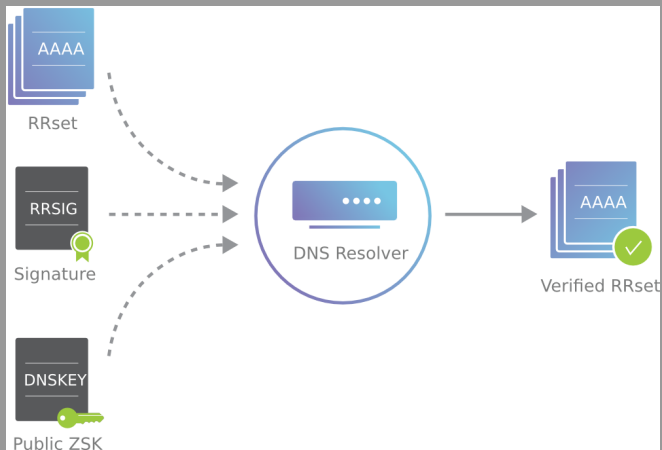 AAAA
RRset
RRSIG
Signature
DNSKEY
Public ZSK
DNS Resolver
AAAA
Verified RRset